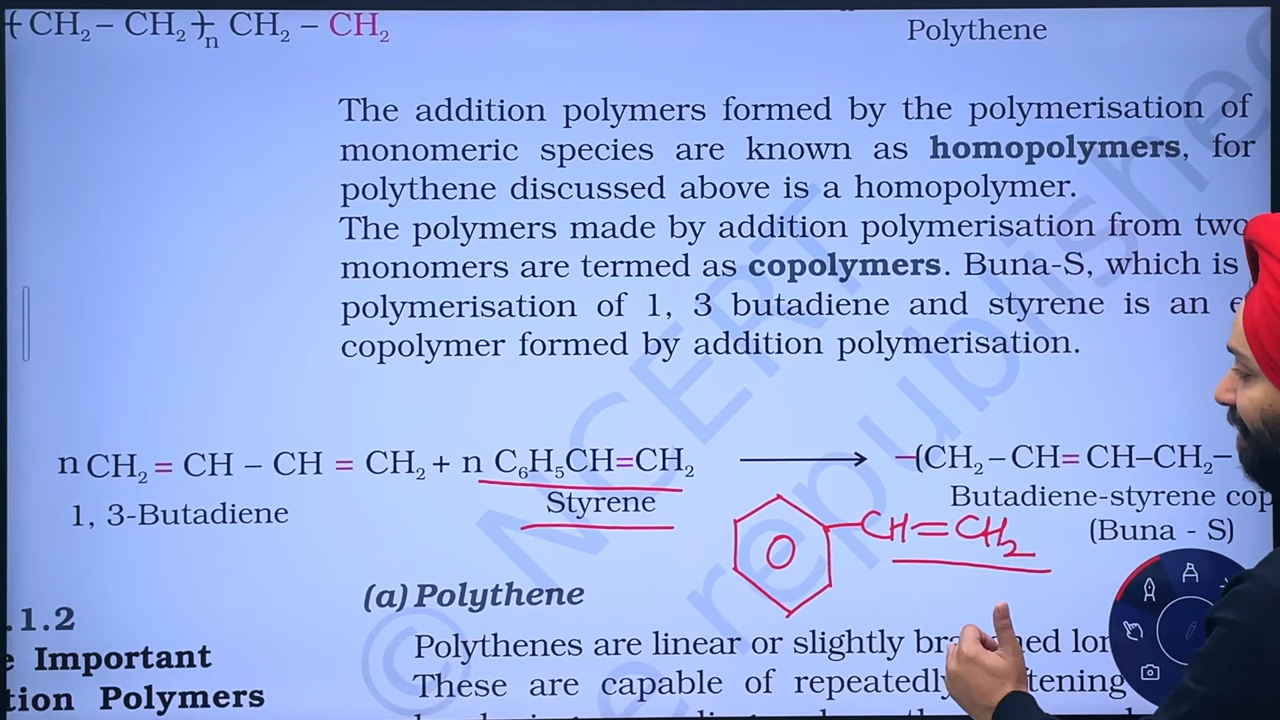 (CH₂ – CH₂)ₙ CH₂ – CH₂
Polythene
The addition polymers formed by the polymerisation of
monomeric species are known as homopolymers, for
polythene discussed above is a homopolymer.
The polymers made by addition polymerisation from two
monomers are termed as copolymers. Buna-S, which is
polymerisation of 1, 3 butadiene and styrene is an
copolymer formed by addition polymerisation.
n CH₂ = CH – CH = CH₂ + n C₆H₅CH=CH₂ → –(CH₂ – CH=CH–CH₂–
1, 3-Butadiene
Styrene
Butadiene-styrene cop
(Buna - S)
CH=CH₂
(a) Polythene
.1.2
Important
tion Polymers
Polythenes are linear or slightly
These are capable of repeatedly
© NCERT
be republished